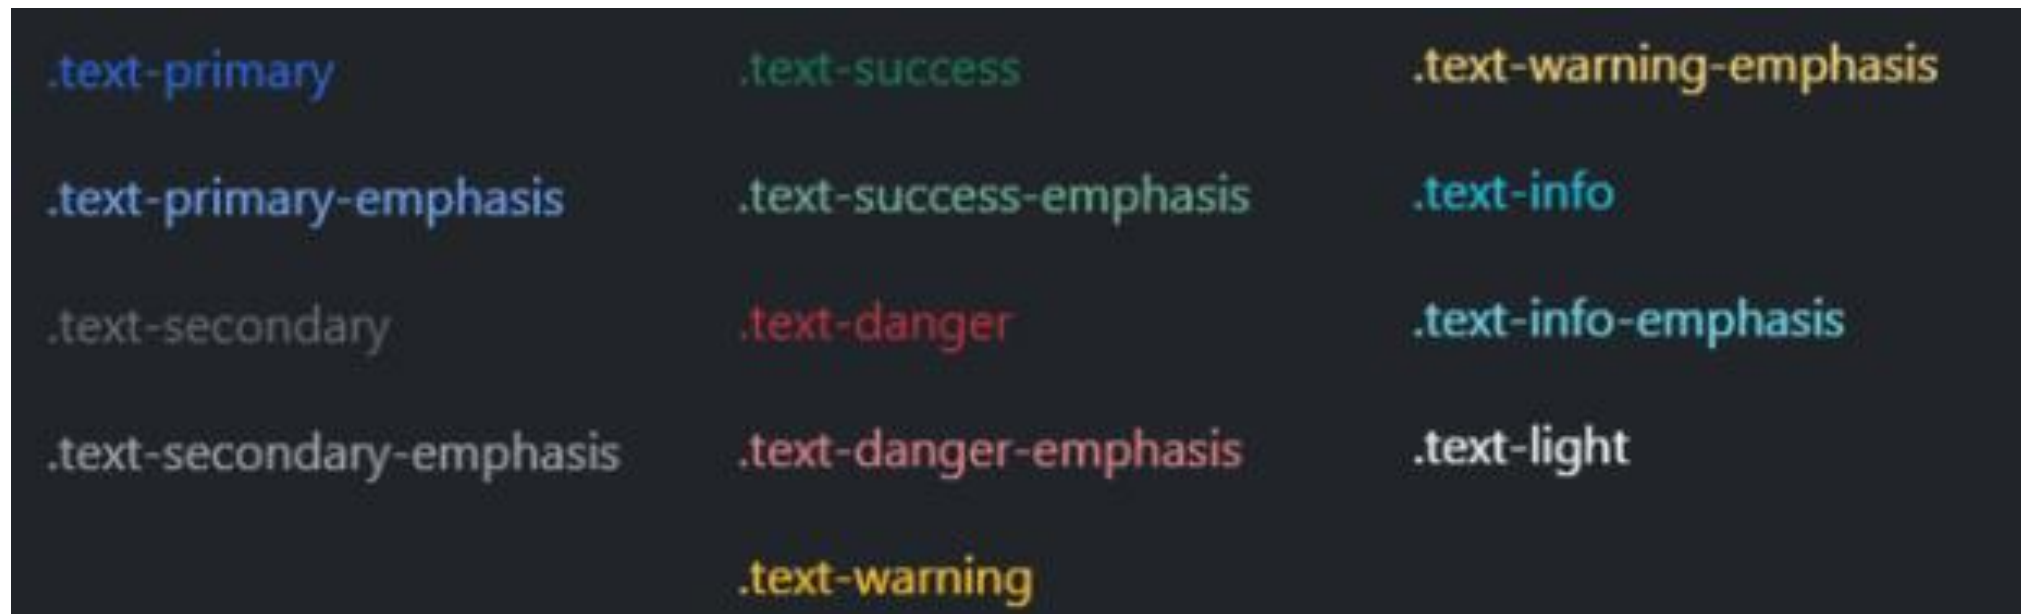 .text-primary
.text-primary-emphasis
.text-secondary
.text-secondary-emphasis
.text-success
.text-success-emphasis
.text-danger
.text-danger-emphasis
.text-warning
.text-warning-emphasis
.text-info
.text-info-emphasis
.text-light